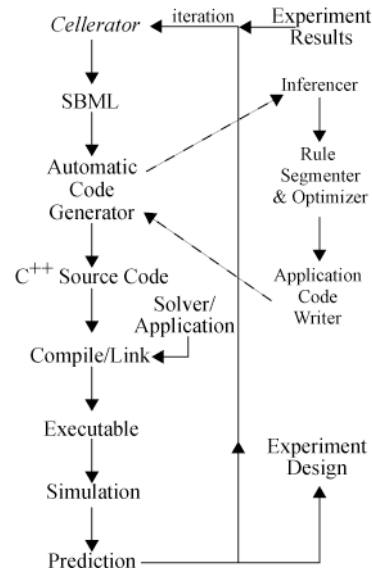 Cellerator
iteration
Experiment
Results
SBML
Inferencer
Automatic
Code
Generator
Rule
Segmenter
& Optimizer
C++ Source Code
Application
Code
Writer
Solver/
Application
Compile/Link
Executable
Experiment
Design
Simulation
Prediction